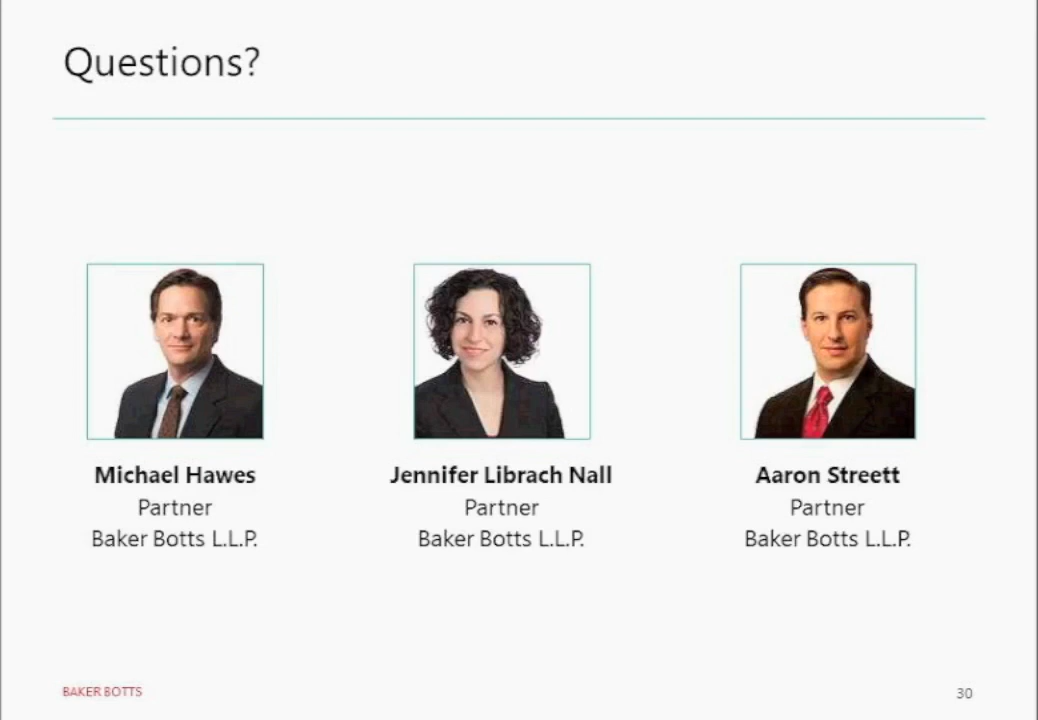 Questions?
Michael Hawes
Partner
Baker Botts L.L.P.
Jennifer Librach Nall
Partner
Baker Botts L.L.P.
Aaron Streett
Partner
Baker Botts L.L.P.
BAKER BOTTS
30